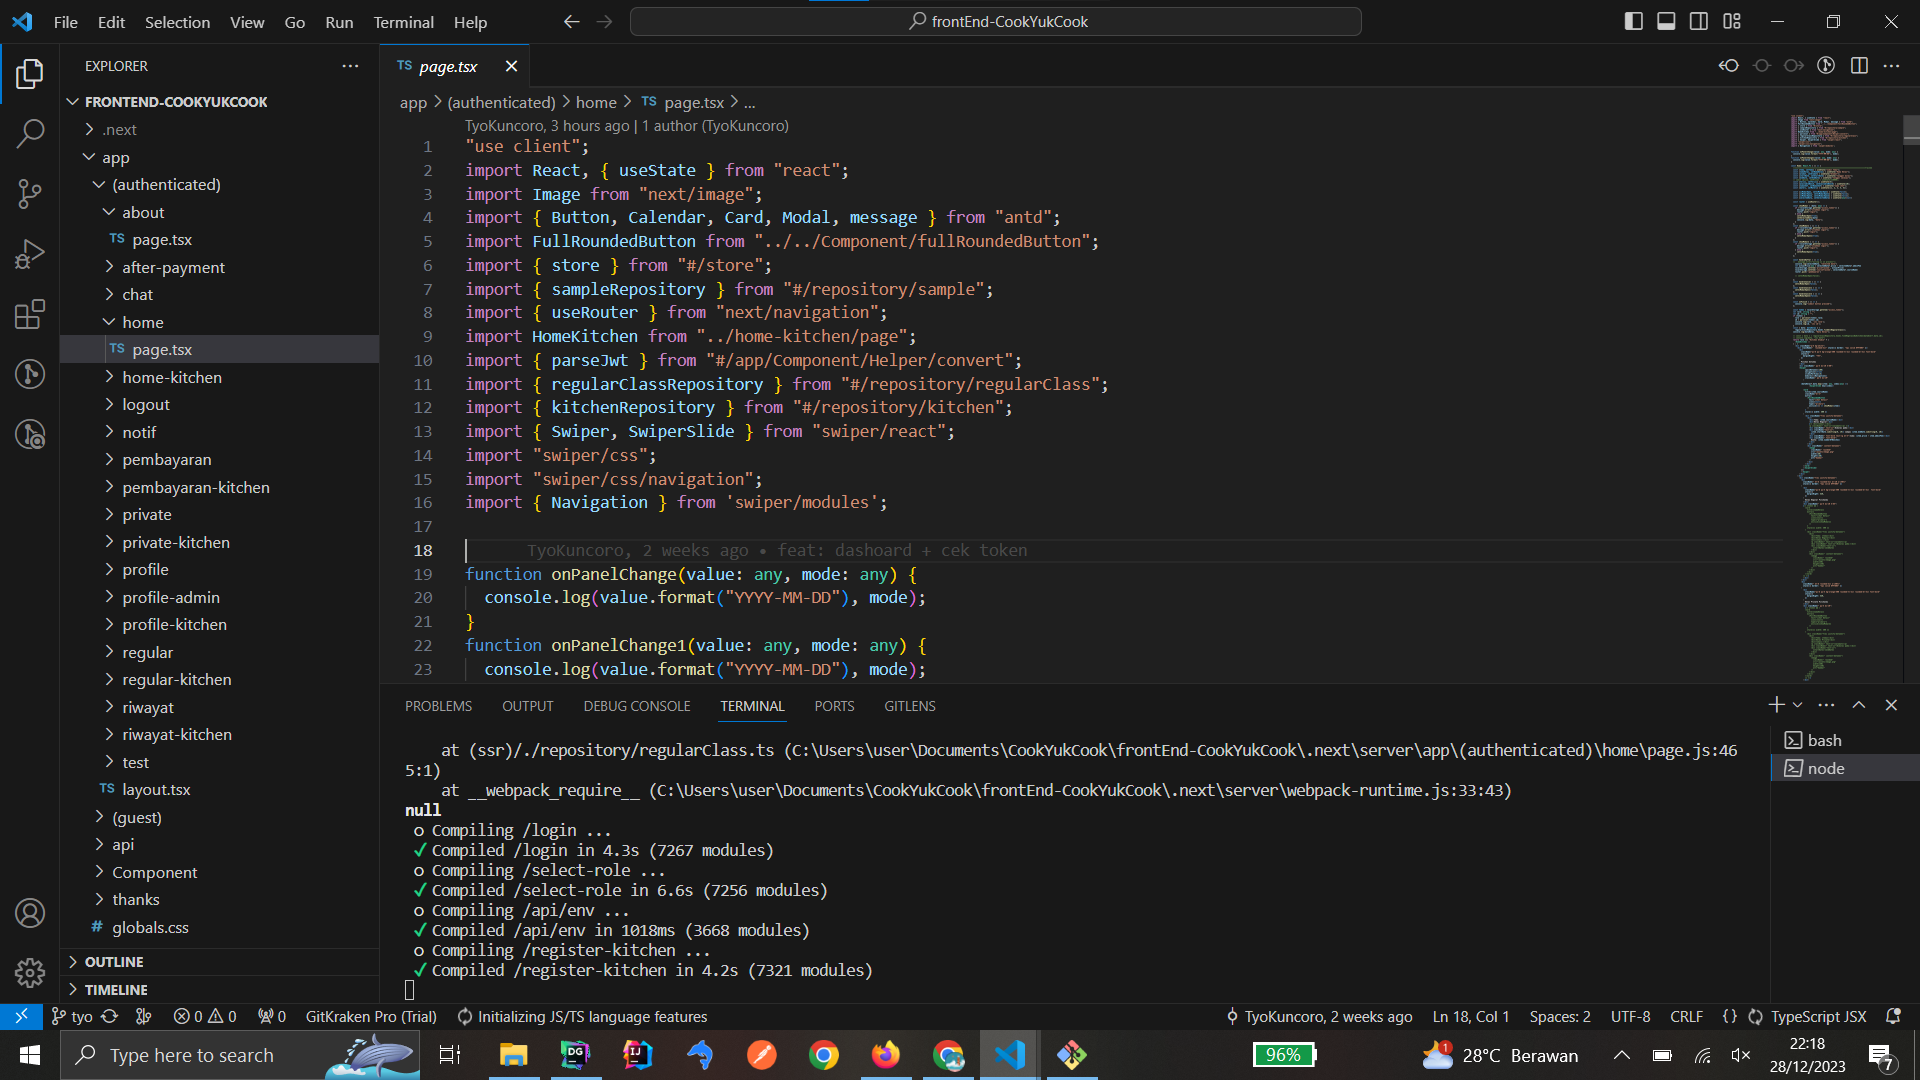 File Edit Selection View Go Run Terminal Help
frontEnd-CookYukCook
EXPLORER
FRONTEND-COOKYUKCOOK
.next
app
(authenticated)
about
TS page.tsx
after-payment
chat
home
TS page.tsx
home-kitchen
logout
notif
pembayaran
pembayaran-kitchen
private
private-kitchen
profile
profile-admin
profile-kitchen
regular
regular-kitchen
riwayat
riwayat-kitchen
test
TS layout.tsx
(guest)
api
Component
thanks
# globals.css
OUTLINE
TIMELINE
TS page.tsx
app > (authenticated) > home > TS page.tsx > ...
TyoKuncoro, 3 hours ago | 1 author (TyoKuncoro)
1 "use client";
2 import React, { useState } from "react";
3 import Image from "next/image";
4 import { Button, Calendar, Card, Modal, message } from "antd";
5 import FullRoundedButton from "../../Component/fullRoundedButton";
6 import { store } from "#/store";
7 import { sampleRepository } from "#/repository/sample";
8 import { useRouter } from "next/navigation";
9 import HomeKitchen from "../home-kitchen/page";
10 import { parseJwt } from "#/app/Component/Helper/convert";
11 import { regularClassRepository } from "#/repository/regularClass";
12 import { kitchenRepository } from "#/repository/kitchen";
13 import { Swiper, SwiperSlide } from "swiper/react";
14 import "swiper/css";
15 import "swiper/css/navigation";
16 import { Navigation } from 'swiper/modules';
17
18 TyoKuncoro, 2 weeks ago • feat: dashoard + cek token
19 function onPanelChange(value: any, mode: any) {
20 console.log(value.format("YYYY-MM-DD"), mode);
21 }
22 function onPanelChange1(value: any, mode: any) {
23 console.log(value.format("YYYY-MM-DD"), mode);
PROBLEMS OUTPUT DEBUG CONSOLE TERMINAL PORTS GITLENS
at (ssr)/./repository/regularClass.ts (C:\Users\user\Documents\CookYukCook\frontEnd-CookYukCook\.next\server\app\(authenticated)\home\page.js:46
5:1)
at __webpack_require__ (C:\Users\user\Documents\CookYukCook\frontEnd-CookYukCook\.next\server\webpack-runtime.js:33:43)
null
○ Compiling /login ...
✓ Compiled /login in 4.3s (7267 modules)
○ Compiling /select-role ...
✓ Compiled /select-role in 6.6s (7256 modules)
○ Compiling /api/env ...
✓ Compiled /api/env in 1018ms (3668 modules)
○ Compiling /register-kitchen ...
✓ Compiled /register-kitchen in 4.2s (7321 modules)
bash
node
tyo 0 0 0 GitKraken Pro (Trial) Initializing JS/TS language features TyoKuncoro, 2 weeks ago Ln 18, Col 1 Spaces: 2 UTF-8 CRLF {} TypeScript JSX
Type here to search
DG
IJ
96%
1
28°C Berawan
22:18
28/12/2023
7